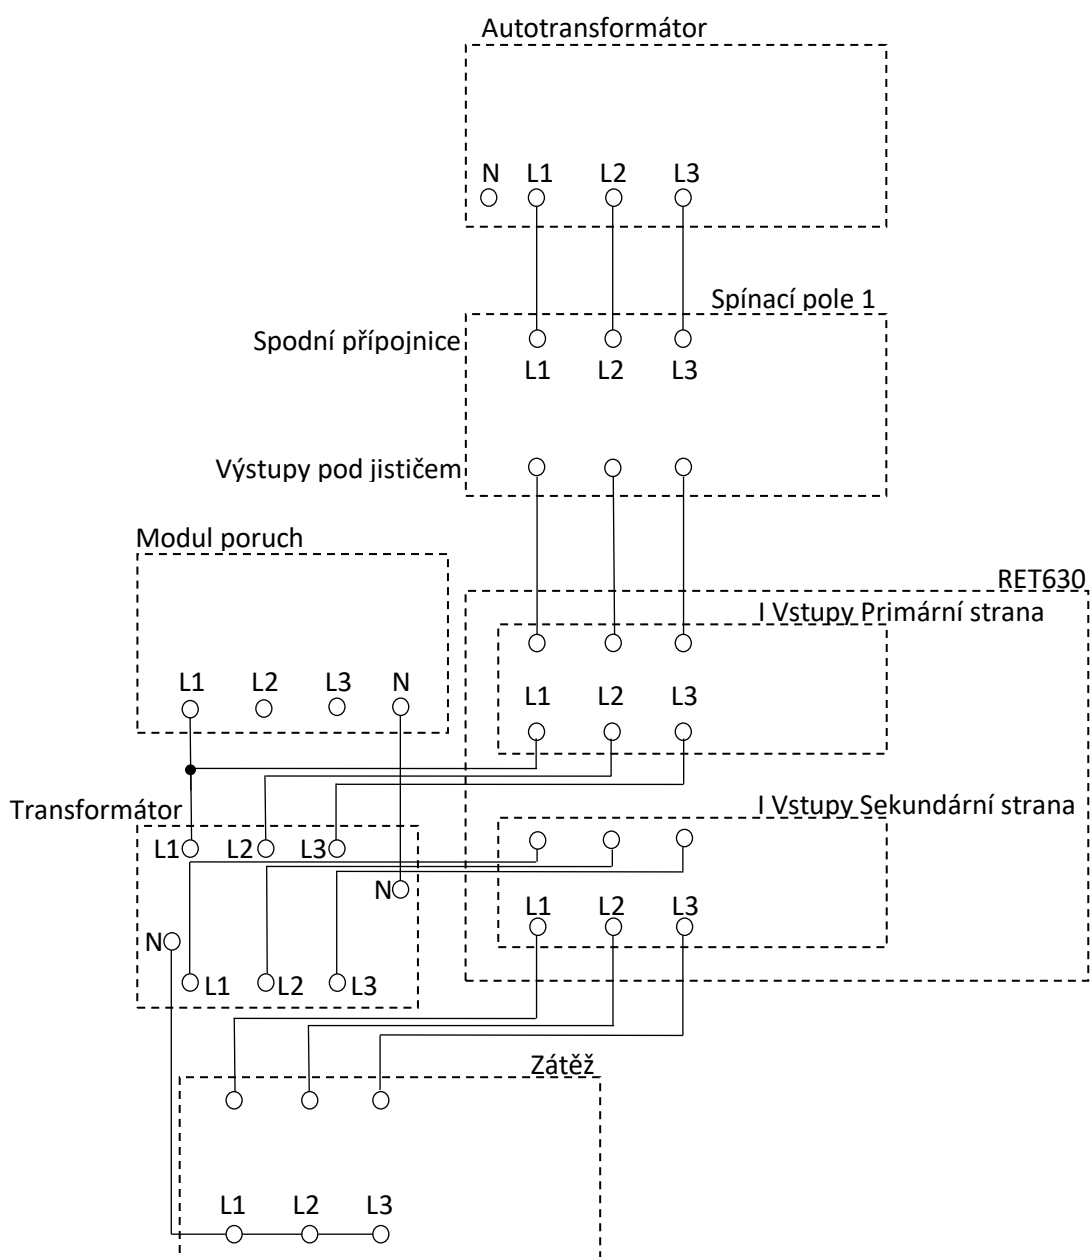 Autotransformátor
N L1 L2 L3
Spínací pole 1
Spodní přípojnice
L1 L2 L3
Výstupy pod jističem
Modul poruch
RET630
I Vstupy Primární strana
L1 L2 L3 N
L1 L2 L3
Transformátor
I Vstupy Sekundární strana
L1 L2 L3
N
L1 L2 L3
N
L1 L2 L3
Zátěž
L1 L2 L3